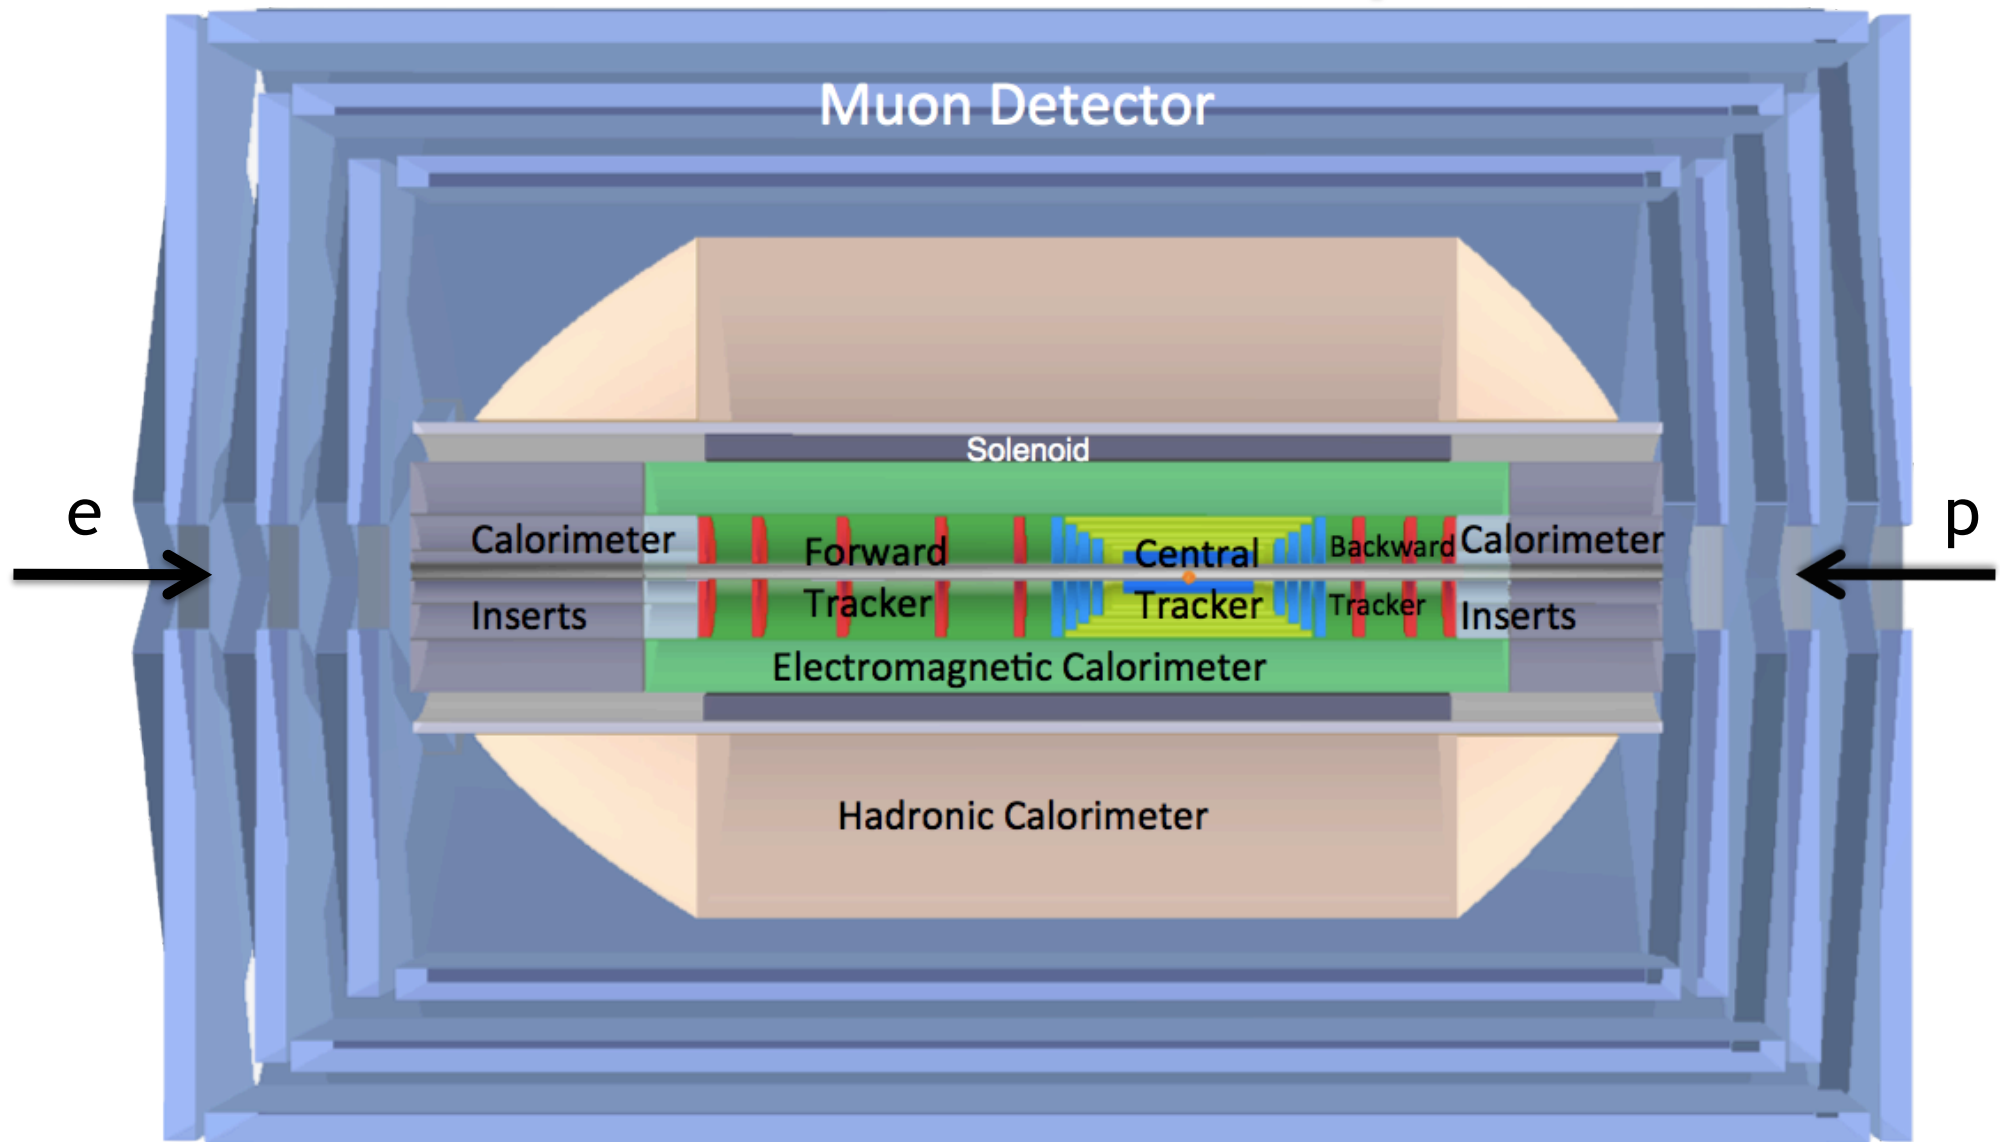 Muon Detector
Solenoid
e
p
Calorimeter
Inserts
Forward
Tracker
Central
Tracker
Backward
Tracker
Calorimeter
Inserts
Electromagnetic Calorimeter
Hadronic Calorimeter